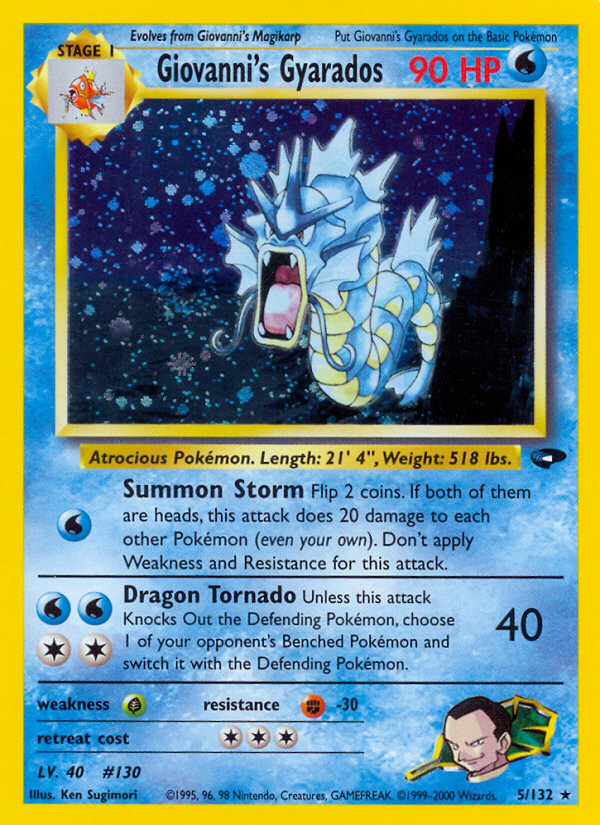 Evolves from Giovanni's Magikarp Put Giovanni's Gyarados on the Basic Pokémon
STAGE 1
Giovanni's Gyarados 90 HP
Atrocious Pokémon. Length: 21' 4", Weight: 518 lbs.
Summon Storm Flip 2 coins. If both of them
are heads, this attack does 20 damage to each
other Pokémon (even your own). Don't apply
Weakness and Resistance for this attack.
Dragon Tornado Unless this attack
Knocks Out the Defending Pokémon, choose
1 of your opponent's Benched Pokémon and
switch it with the Defending Pokémon.
40
weakness resistance -30
retreat cost
LV. 40 #130
Illus. Ken Sugimori ©1995, 96, 98 Nintendo, Creatures, GAMEFREAK. ©1999-2000 Wizards. 5/132 ★